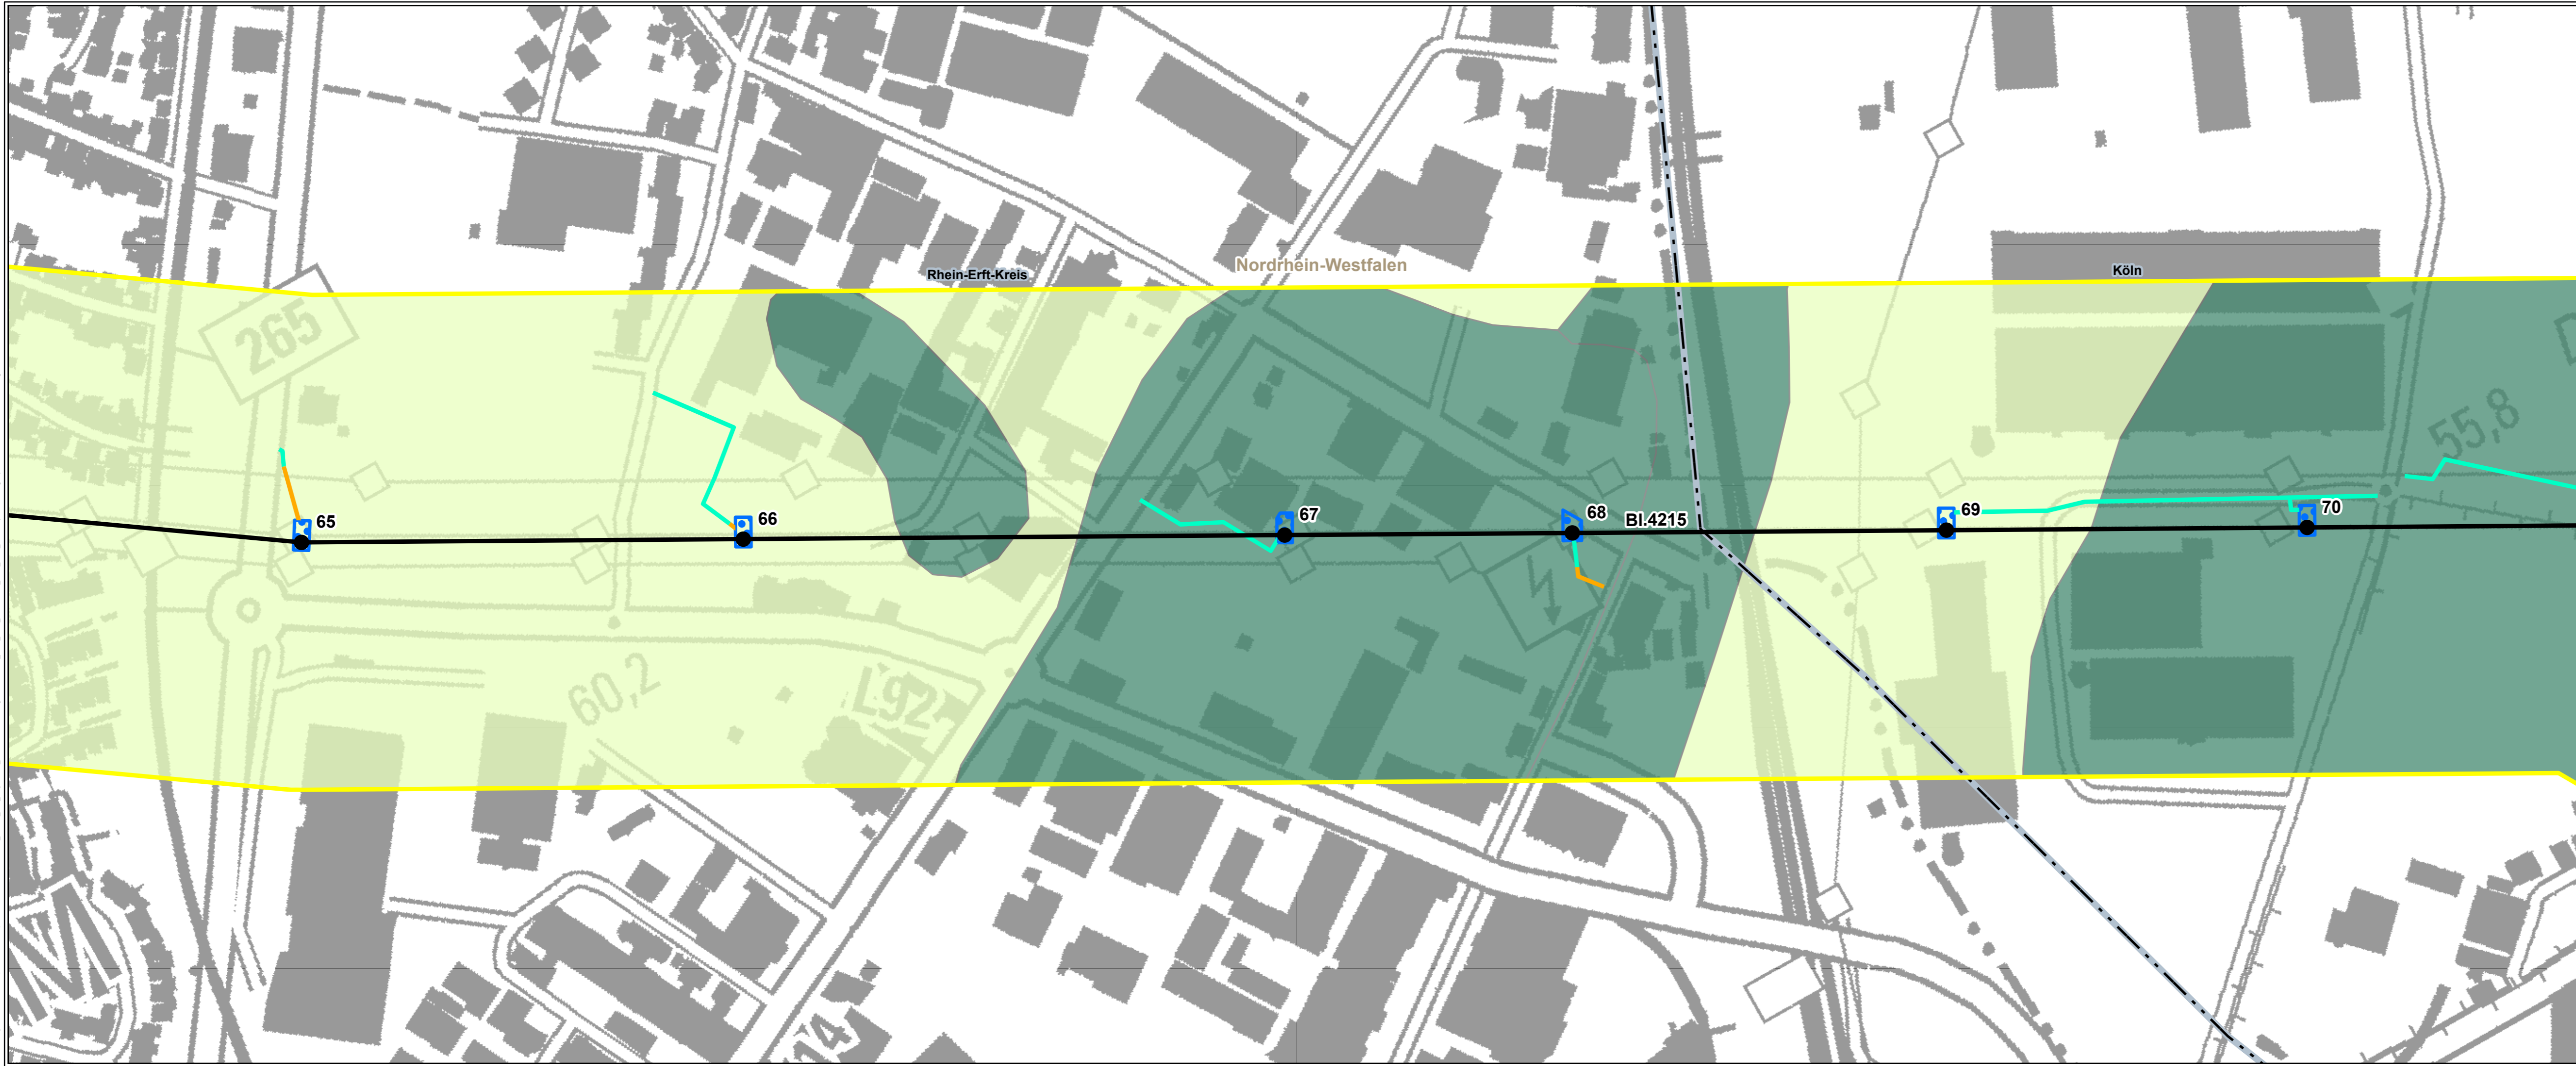 Nordrhein-Westfalen
Rhein-Erft-Kreis
Köln
265
55,8
65
66
67
68
Bl.4215
69
70
60,2
L92